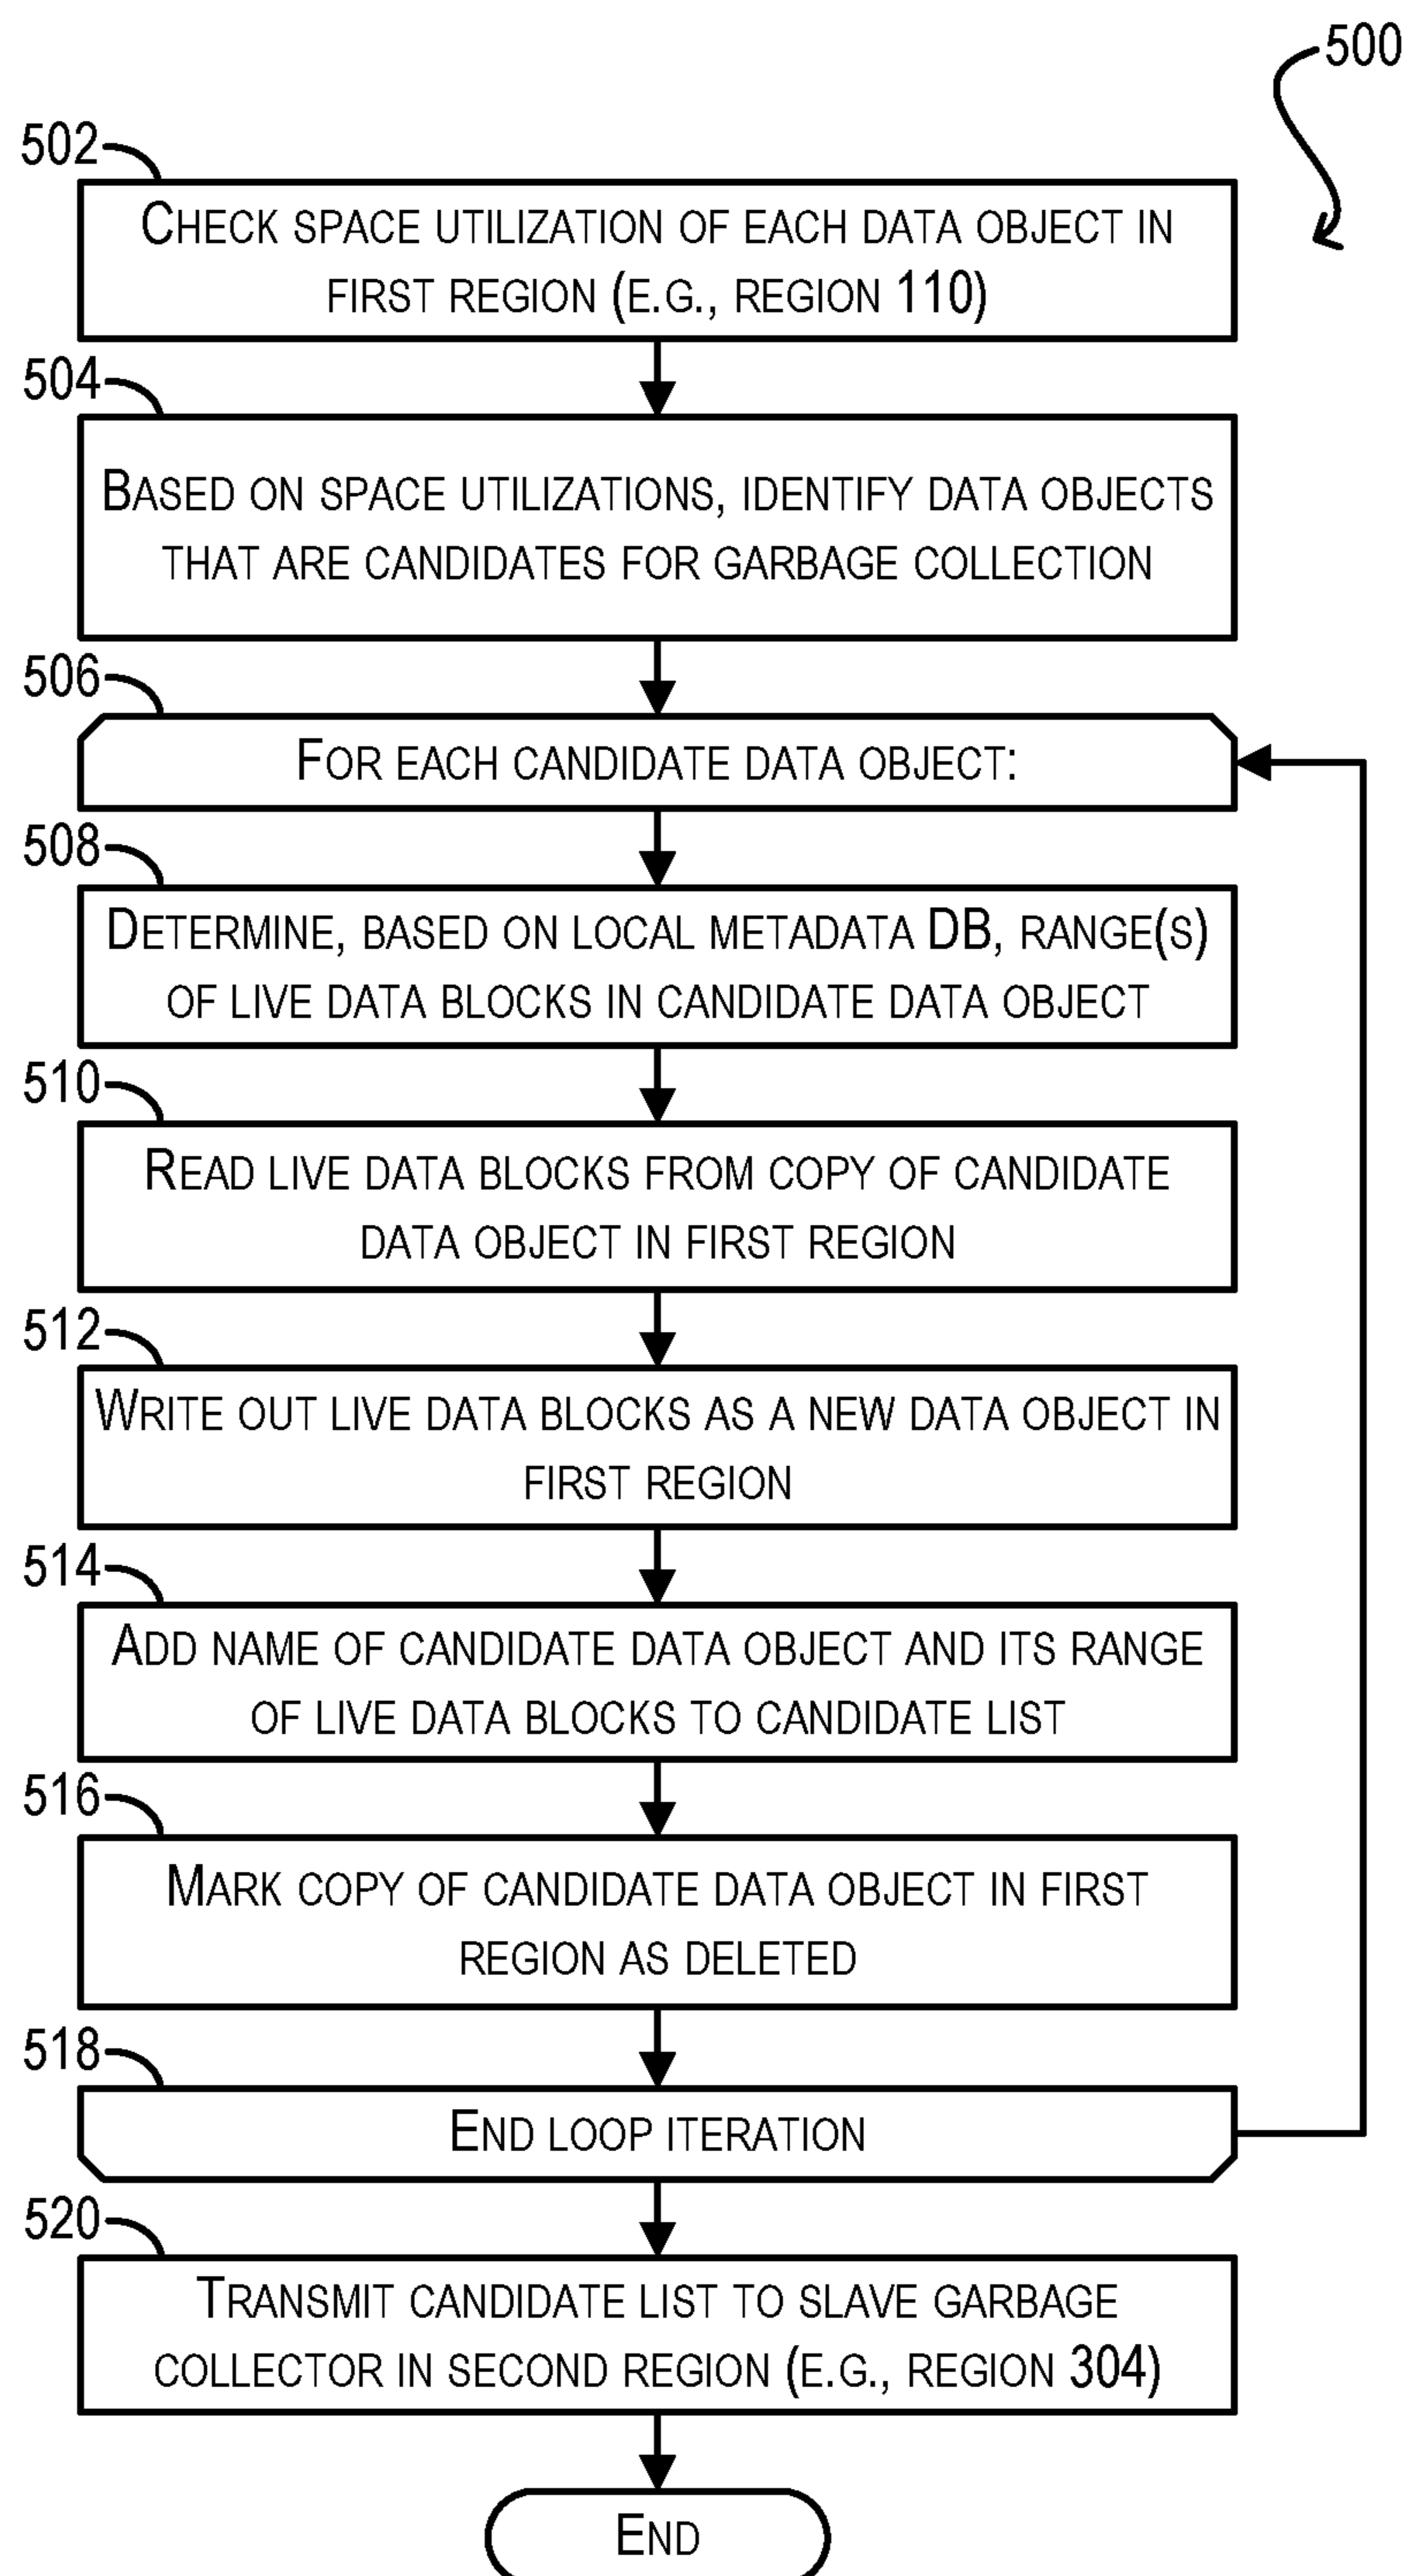 500
502
CHECK SPACE UTILIZATION OF EACH DATA OBJECT IN
FIRST REGION (E.G., REGION 110)
504
BASED ON SPACE UTILIZATIONS, IDENTIFY DATA OBJECTS
THAT ARE CANDIDATES FOR GARBAGE COLLECTION
506
FOR EACH CANDIDATE DATA OBJECT:
508
DETERMINE, BASED ON LOCAL METADATA DB, RANGE(S)
OF LIVE DATA BLOCKS IN CANDIDATE DATA OBJECT
510
READ LIVE DATA BLOCKS FROM COPY OF CANDIDATE
DATA OBJECT IN FIRST REGION
512
WRITE OUT LIVE DATA BLOCKS AS A NEW DATA OBJECT IN
FIRST REGION
514
ADD NAME OF CANDIDATE DATA OBJECT AND ITS RANGE
OF LIVE DATA BLOCKS TO CANDIDATE LIST
516
MARK COPY OF CANDIDATE DATA OBJECT IN FIRST
REGION AS DELETED
518
END LOOP ITERATION
520
TRANSMIT CANDIDATE LIST TO SLAVE GARBAGE
COLLECTOR IN SECOND REGION (E.G., REGION 304)
END